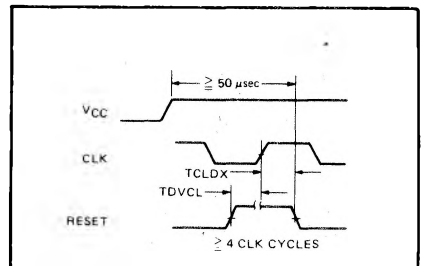 ≥ 50 μsec
VCC
CLK
TCLDX
TDVCL
RESET
≥ 4 CLK CYCLES